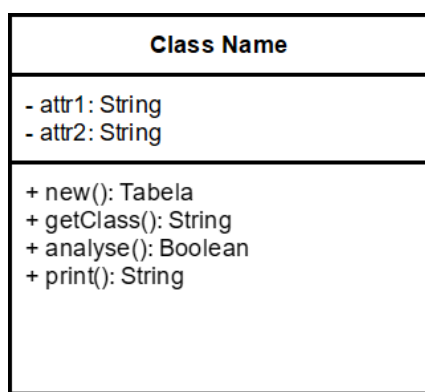 Class Name
- attr1: String
- attr2: String
+ new(): Tabela
+ getClass(): String
+ analyse(): Boolean
+ print(): String